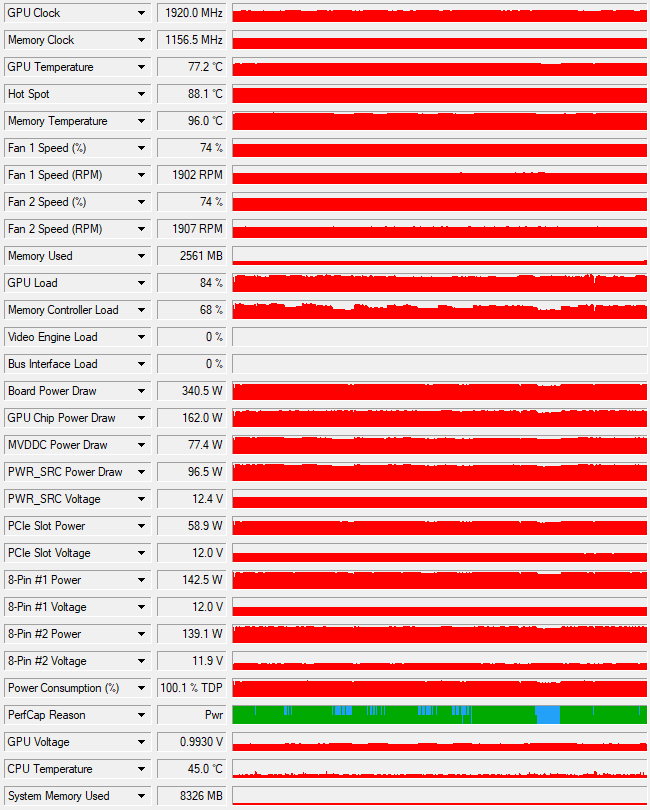 GPU Clock 1920.0 MHz
Memory Clock 1156.5 MHz
GPU Temperature 77.2 °C
Hot Spot 88.1 °C
Memory Temperature 96.0 °C
Fan 1 Speed (%) 74 %
Fan 1 Speed (RPM) 1902 RPM
Fan 2 Speed (%) 74 %
Fan 2 Speed (RPM) 1907 RPM
Memory Used 2561 MB
GPU Load 84 %
Memory Controller Load 68 %
Video Engine Load 0 %
Bus Interface Load 0 %
Board Power Draw 340.5 W
GPU Chip Power Draw 162.0 W
MVDDC Power Draw 77.4 W
PWR_SRC Power Draw 96.5 W
PWR_SRC Voltage 12.4 V
PCIe Slot Power 58.9 W
PCIe Slot Voltage 12.0 V
8-Pin #1 Power 142.5 W
8-Pin #1 Voltage 12.0 V
8-Pin #2 Power 139.1 W
8-Pin #2 Voltage 11.9 V
Power Consumption (%) 100.1 % TDP
PerfCap Reason Pwr
GPU Voltage 0.9930 V
CPU Temperature 45.0 °C
System Memory Used 8326 MB